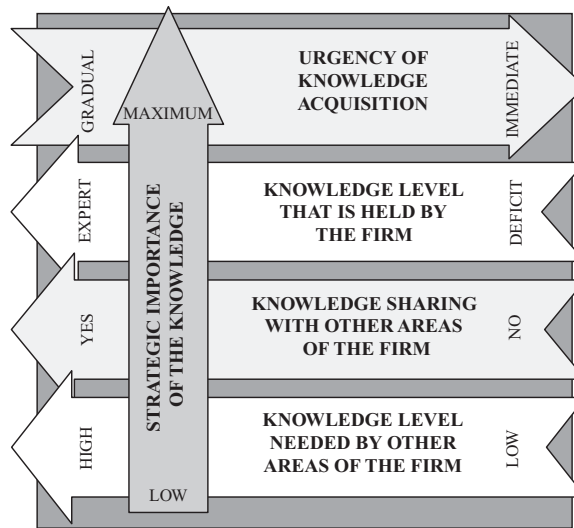 GRADUAL
MAXIMUM
URGENCY OF
KNOWLEDGE
ACQUISITION
IMMEDIATE
EXPERT
KNOWLEDGE LEVEL
THAT IS HELD BY
THE FIRM
DEFICIT
STRATEGIC IMPORTANCE
OF THE KNOWLEDGE
YES
KNOWLEDGE SHARING
WITH OTHER AREAS
OF THE FIRM
NO
HIGH
KNOWLEDGE LEVEL
NEEDED BY OTHER
AREAS OF THE FIRM
LOW
LOW